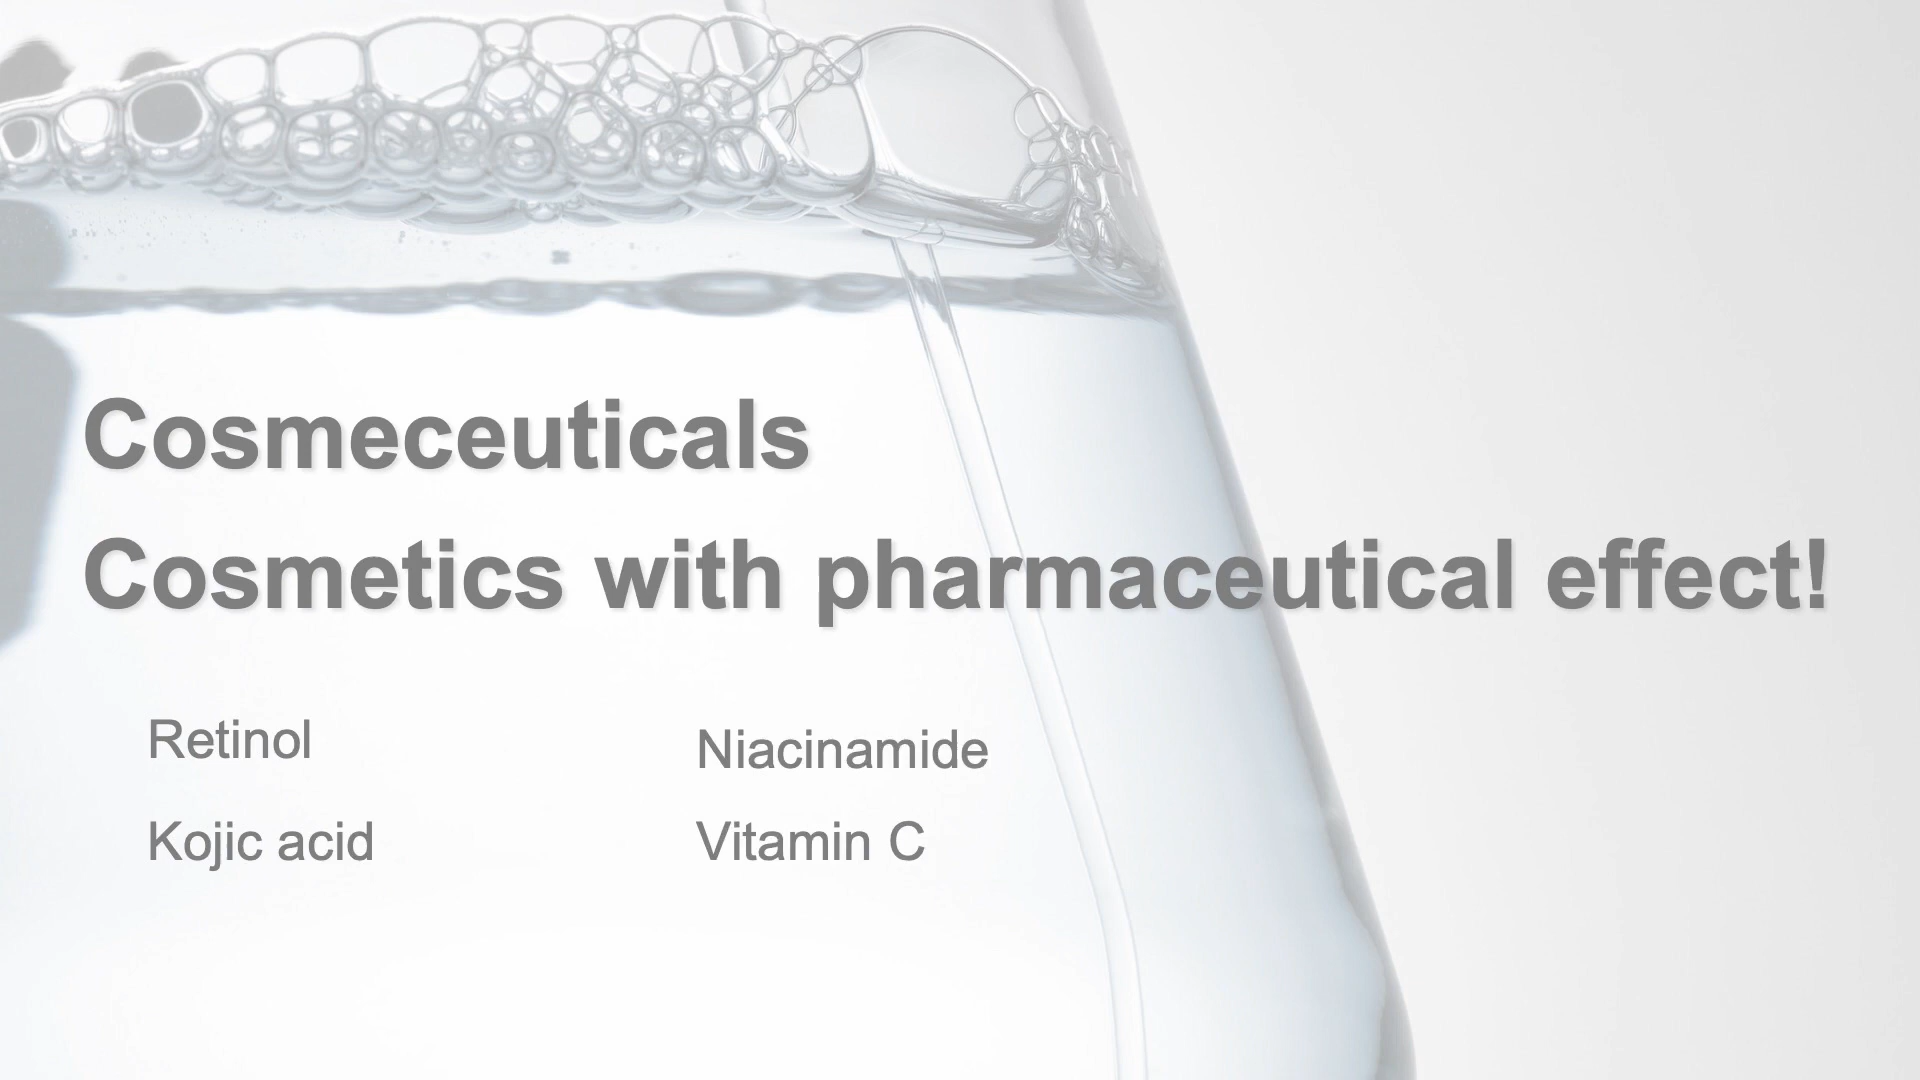 Cosmeceuticals
Cosmetics with pharmaceutical effect!
Retinol
Niacinamide
Kojic acid
Vitamin C